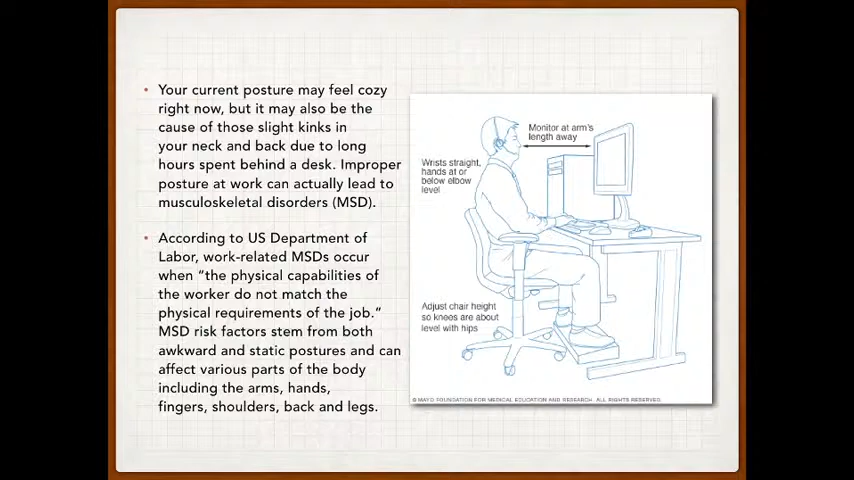 • Your current posture may feel cozy
right now, but it may also be the
cause of those slight kinks in
your neck and back due to long
hours spent behind a desk. Improper
posture at work can actually lead to
musculoskeletal disorders (MSD).
• According to US Department of
Labor, work-related MSDs occur
when “the physical capabilities of
the worker do not match the
physical requirements of the job.”
MSD risk factors stem from both
awkward and static postures and can
affect various parts of the body
including the arms, hands,
fingers, shoulders, back and legs.
Monitor at arm's
length away
Wrists straight,
hands at or
below elbow
level
Adjust chair height
so knees are about
level with hips
© MAYO FOUNDATION FOR MEDICAL EDUCATION AND RESEARCH. ALL RIGHTS RESERVED.